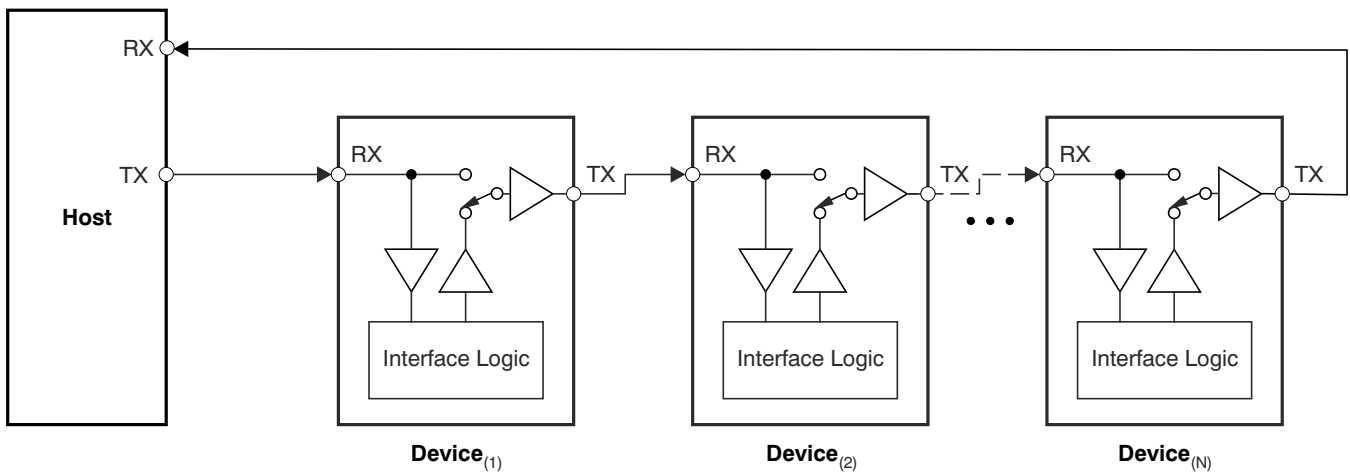 RX
TX
Host
RX
TX
RX
TX
RX
TX
• • •
Interface Logic
Interface Logic
Interface Logic
Device(1)
Device(2)
Device(N)